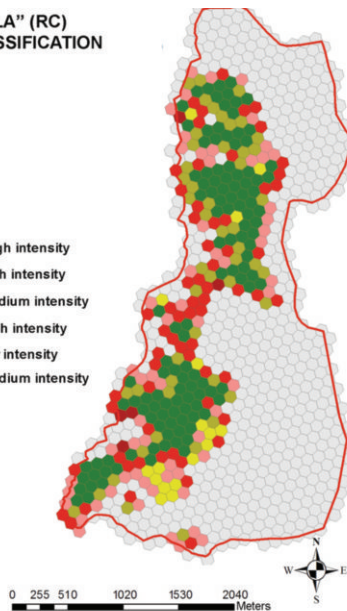 LA” (RC)
SSIFICATION
gh intensity
h intensity
dium intensity
h intensity
intensity
dium intensity
N
W E
S
0 255 510 1020 1530 2040
Meters